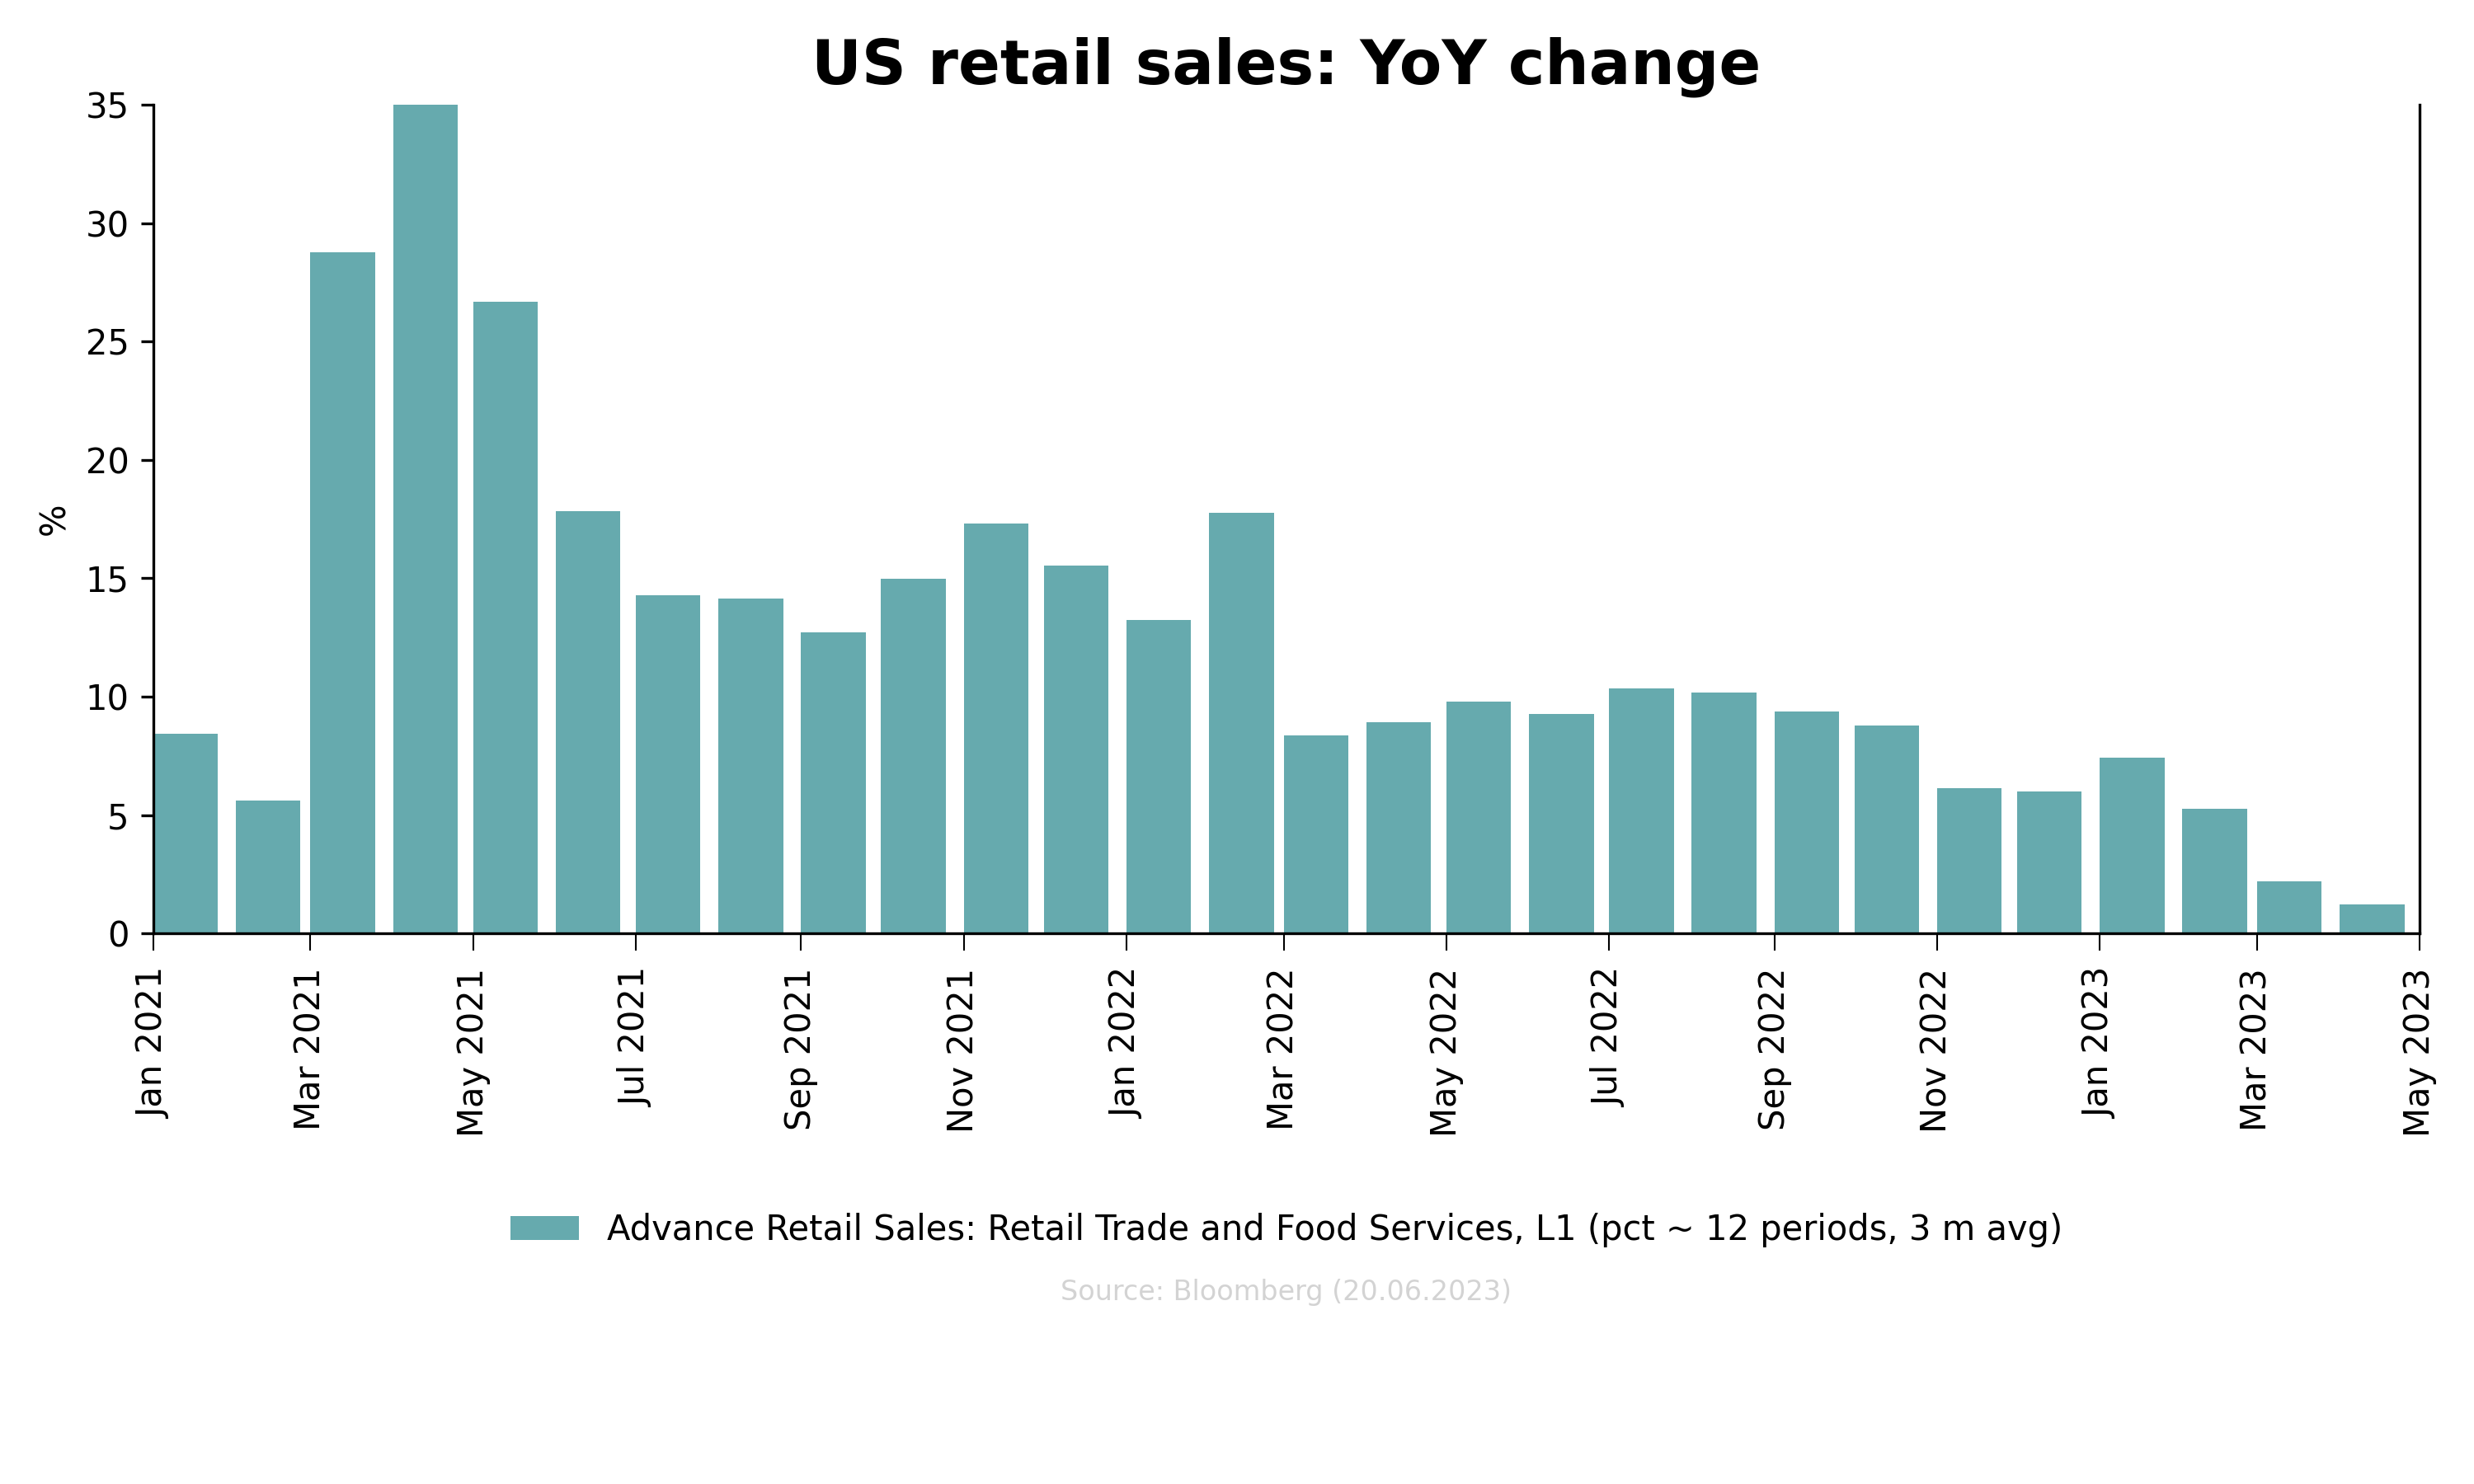 US retail sales: YoY change
35
30
25
20
15
10
5
0
%
Jan 2021
Mar 2021
May 2021
Jul 2021
Sep 2021
Nov 2021
Jan 2022
Mar 2022
May 2022
Jul 2022
Sep 2022
Nov 2022
Jan 2023
Mar 2023
May 2023
Advance Retail Sales: Retail Trade and Food Services, L1 (pct ~ 12 periods, 3 m avg)
Source: Bloomberg (20.06.2023)